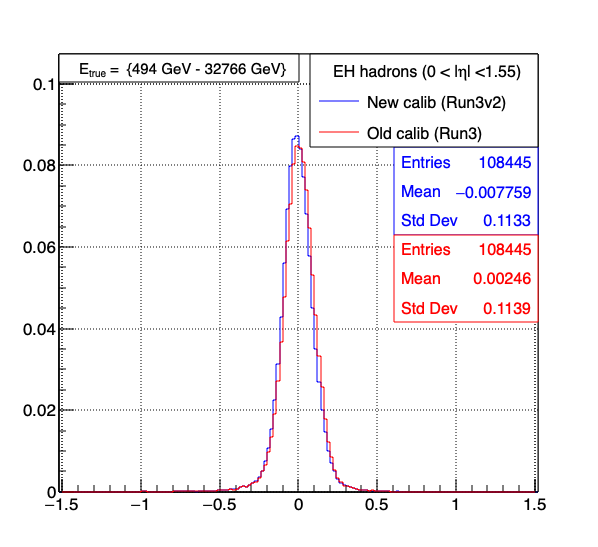 E_true = {494 GeV - 32766 GeV}
EH hadrons (0 < |η| <1.55)
New calib (Run3v2)
Old calib (Run3)
Entries 108445
Mean −0.007759
Std Dev 0.1133
Entries 108445
Mean 0.00246
Std Dev 0.1139
0.1
0.08
0.06
0.04
0.02
0
−1.5 −1 −0.5 0 0.5 1 1.5